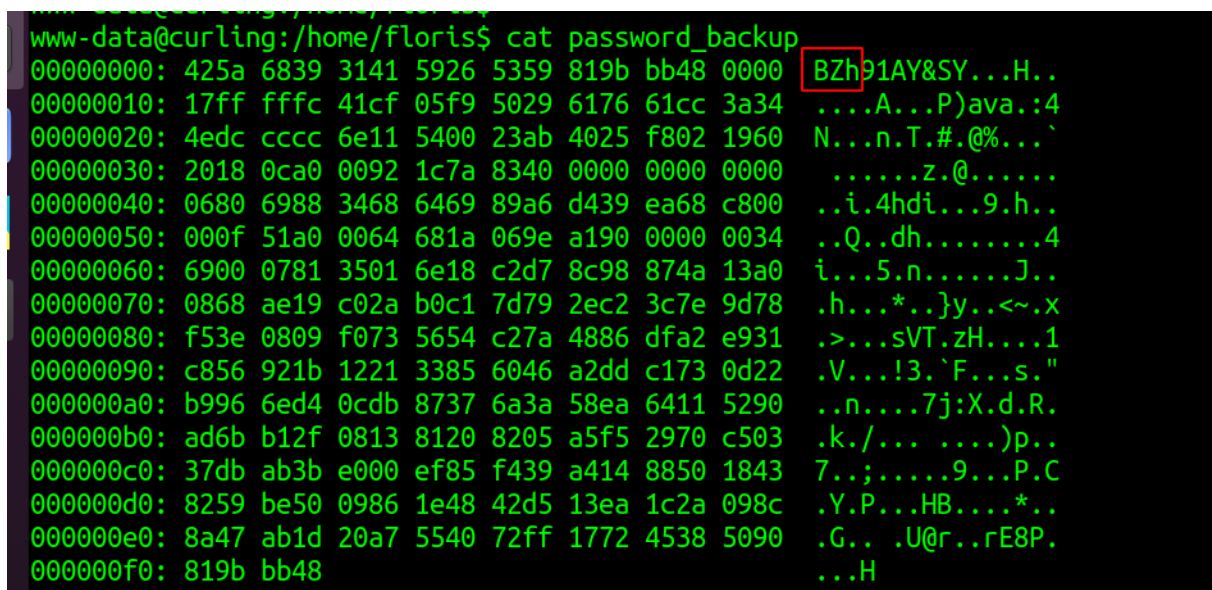 www-data@curling:/home/floris$ cat password_backup
00000000: 425a 6839 3141 5926 5359 819b bb48 0000  BZh91AY&SY...H..
00000010: 17ff fffc 41cf 05f9 5029 6176 61cc 3a34  ....A...P)ava.:4
00000020: 4edc cccc 6e11 5400 23ab 4025 f802 1960  N...n.T.#.@%...`
00000030: 2018 0ca0 0092 1c7a 8340 0000 0000 0000   ......z.@......
00000040: 0680 6988 3468 6469 89a6 d439 ea68 c800  ..i.4hdi...9.h..
00000050: 000f 51a0 0064 681a 069e a190 0000 0034  ..Q..dh........4
00000060: 6900 0781 3501 6e18 c2d7 8c98 874a 13a0  i...5.n......J..
00000070: 0868 ae19 c02a b0c1 7d79 2ec2 3c7e 9d78  .h...*..}y..<~.x
00000080: f53e 0809 f073 5654 c27a 4886 dfa2 e931  .>...sVT.zH....1
00000090: c856 921b 1221 3385 6046 a2dd c173 0d22  .V...!3.`F...s."
000000a0: b996 6ed4 0cdb 8737 6a3a 58ea 6411 5290  ..n....7j:X.d.R.
000000b0: ad6b b12f 0813 8120 8205 a5f5 2970 c503  .k./... ....)p..
000000c0: 37db ab3b e000 ef85 f439 a414 8850 1843  7..;.....9...P.C
000000d0: 8259 be50 0986 1e48 42d5 13ea 1c2a 098c  .Y.P...HB....*..
000000e0: 8a47 ab1d 20a7 5540 72ff 1772 4538 5090  .G.. .U@r..rE8P.
000000f0: 819b bb48                                ...H